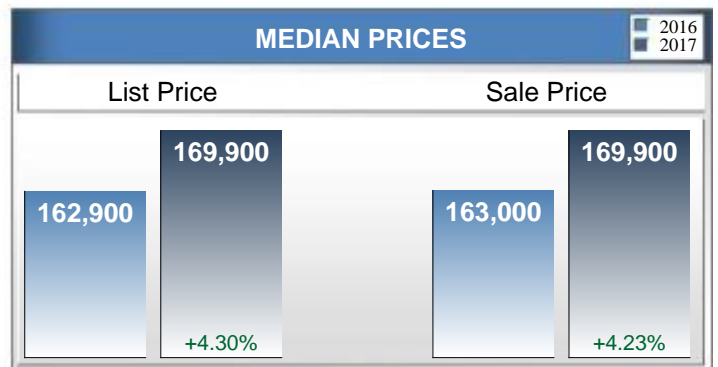 MEDIAN PRICES
2016
2017
List Price
Sale Price
162,900
169,900
+4.30%
163,000
169,900
+4.23%